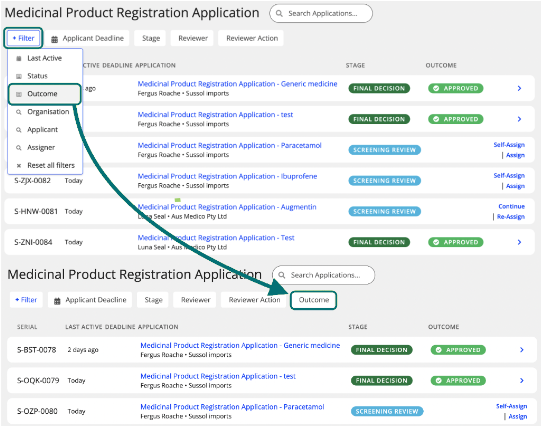 Medicinal Product Registration Application
Search Applications...
+ Filter
Applicant Deadline
Stage
Reviewer
Reviewer Action
Last Active
Status
Outcome
Organisation
Applicant
Assigner
Reset all filters
ACTIVE DEADLINE APPLICATION STAGE OUTCOME
ago Medicinal Product Registration Application - Generic medicine FINAL DECISION APPROVED
Fergus Roache • Sussol imports
Medicinal Product Registration Application - test FINAL DECISION APPROVED
Fergus Roache • Sussol imports
Medicinal Product Registration Application - Paracetamol SCREENING REVIEW Self-Assign
Fergus Roache • Sussol imports | Assign
S-ZJX-0082 Today Medicinal Product Registration Application - Ibuprofene SCREENING REVIEW Self-Assign
Fergus Roache • Sussol imports | Assign
S-HNW-0081 Today Medicinal Product Registration Application - Augmentin SCREENING REVIEW Continue
Luna Seal • Aus Medico Pty Ltd | Re-Assign
S-ZNI-0084 Today Medicinal Product Registration Application - Test FINAL DECISION APPROVED
Luna Seal • Aus Medico Pty Ltd
Medicinal Product Registration Application
Search Applications...
+ Filter
Applicant Deadline
Stage
Reviewer
Reviewer Action
Outcome
SERIAL LAST ACTIVE DEADLINE APPLICATION STAGE OUTCOME
S-BST-0078 2 days ago Medicinal Product Registration Application - Generic medicine FINAL DECISION APPROVED
Fergus Roache • Sussol imports
S-OQK-0079 Today Medicinal Product Registration Application - test FINAL DECISION APPROVED
Fergus Roache • Sussol imports
S-OZP-0080 Today Medicinal Product Registration Application - Paracetamol SCREENING REVIEW Self-Assign
Fergus Roache • Sussol imports | Assign